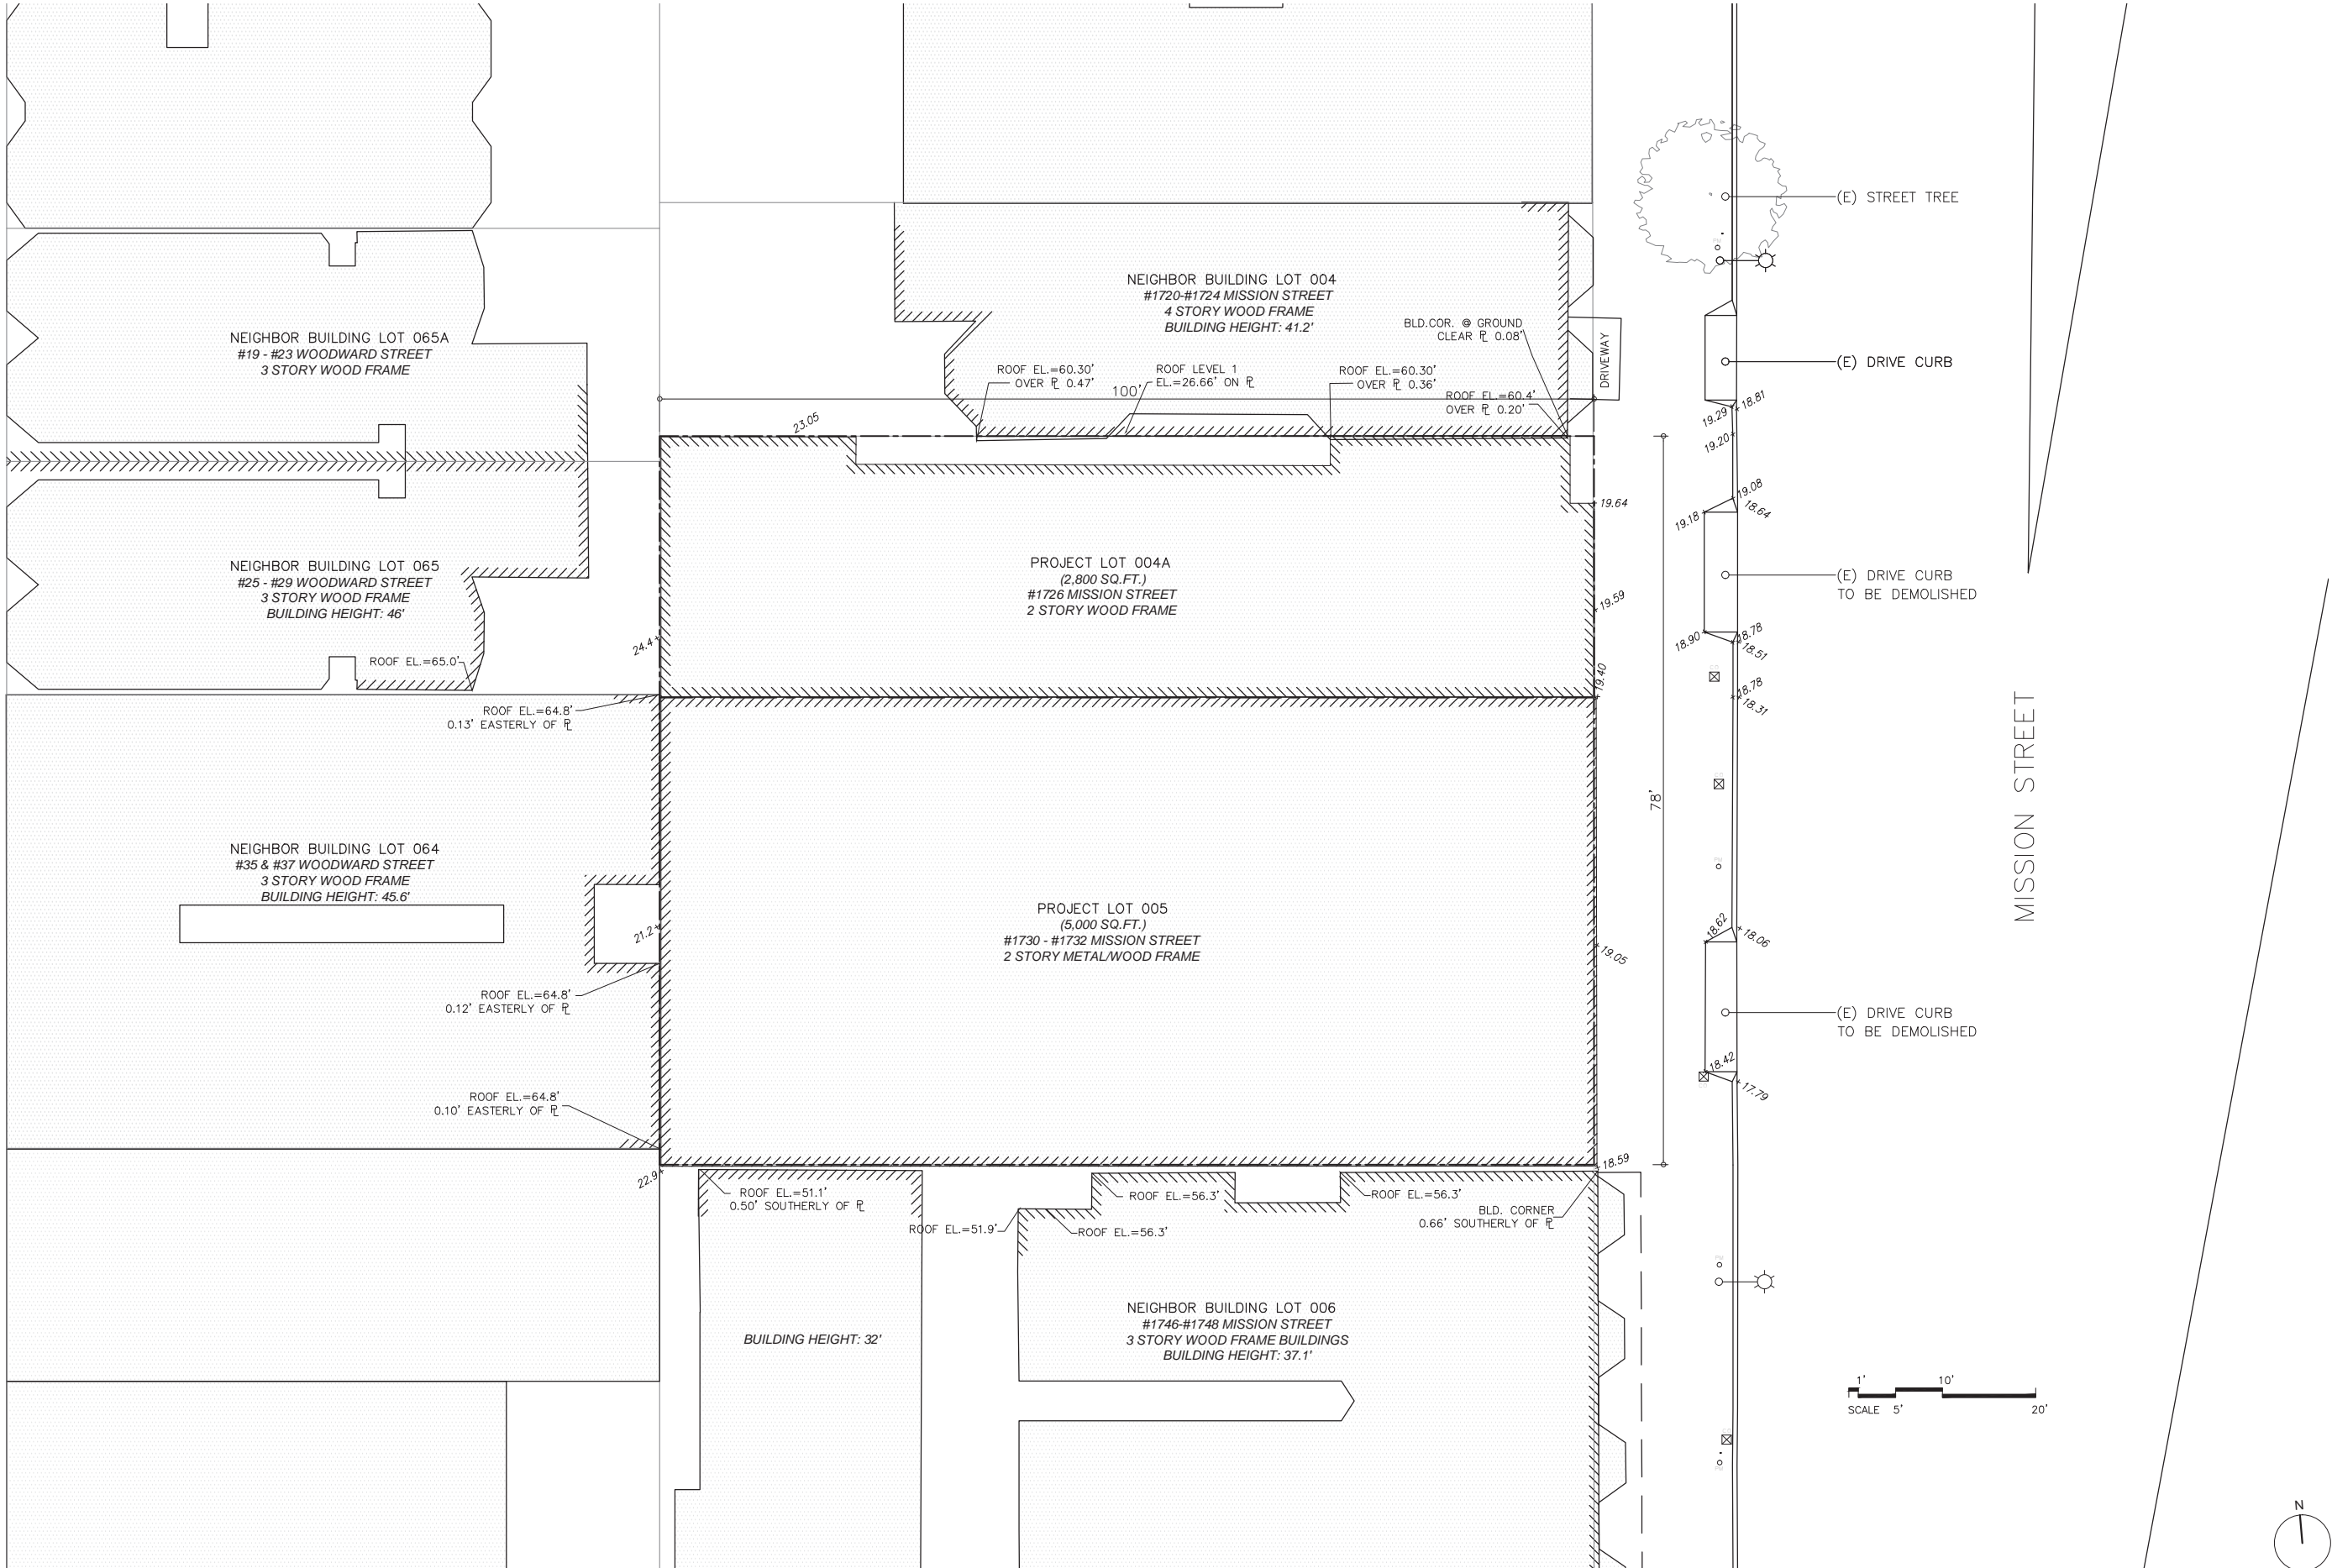 (E) STREET TREE
NEIGHBOR BUILDING LOT 004
#1720-#1724 MISSION STREET
4 STORY WOOD FRAME
BUILDING HEIGHT: 41.2'
BLD.COR. @ GROUND
CLEAR ℄ 0.08'
DRIVEWAY
(E) DRIVE CURB
NEIGHBOR BUILDING LOT 065A
#19 - #23 WOODWARD STREET
3 STORY WOOD FRAME
ROOF EL.=60.30'
OVER ℄ 0.47'
ROOF LEVEL 1
EL.=26.66' ON ℄
ROOF EL.=60.30'
OVER ℄ 0.36'
100'
ROOF EL.=60.4'
OVER ℄ 0.20'
23.05
19.29
18.81
19.20
19.08
18.64
19.18
19.64
NEIGHBOR BUILDING LOT 065
#25 - #29 WOODWARD STREET
3 STORY WOOD FRAME
BUILDING HEIGHT: 46'
PROJECT LOT 004A
(2,800 SQ.FT.)
#1726 MISSION STREET
2 STORY WOOD FRAME
19.59
(E) DRIVE CURB
TO BE DEMOLISHED
24.4
18.90
18.78
18.51
ROOF EL.=65.0'
19.40
18.78
18.31
ROOF EL.=64.8'
0.13' EASTERLY OF ℄
78'
MISSION STREET
NEIGHBOR BUILDING LOT 064
#35 & #37 WOODWARD STREET
3 STORY WOOD FRAME
BUILDING HEIGHT: 45.6'
PROJECT LOT 005
(5,000 SQ.FT.)
#1730 - #1732 MISSION STREET
2 STORY METAL/WOOD FRAME
21.2
19.05
18.62
18.06
ROOF EL.=64.8'
0.12' EASTERLY OF ℄
(E) DRIVE CURB
TO BE DEMOLISHED
18.42
17.79
ROOF EL.=64.8'
0.10' EASTERLY OF ℄
22.9
18.59
ROOF EL.=51.1'
0.50' SOUTHERLY OF ℄
ROOF EL.=56.3'
ROOF EL.=56.3'
ROOF EL.=51.9'
ROOF EL.=56.3'
BLD. CORNER
0.66' SOUTHERLY OF ℄
BUILDING HEIGHT: 32'
NEIGHBOR BUILDING LOT 006
#1746-#1748 MISSION STREET
3 STORY WOOD FRAME BUILDINGS
BUILDING HEIGHT: 37.1'
1' 10'
SCALE 5' 20'
N